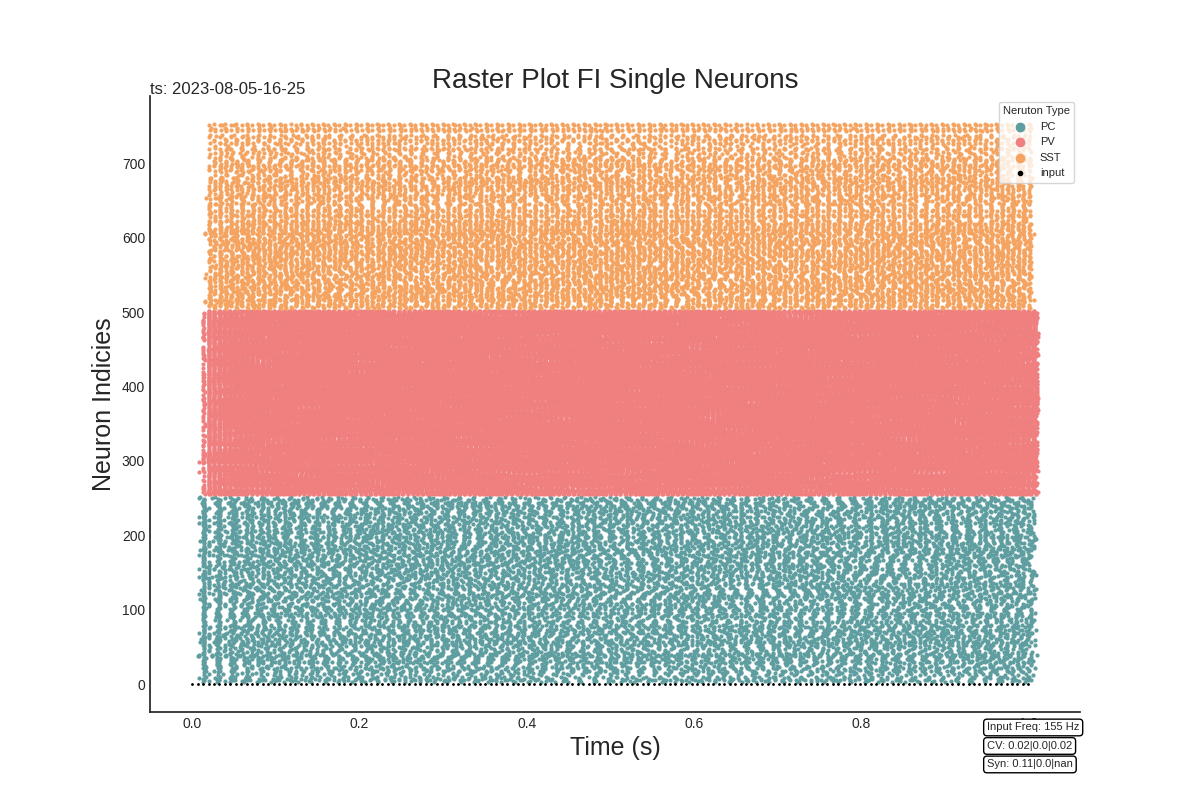 Raster Plot FI Single Neurons
ts: 2023-08-05-16-25
Neruton Type
PC
PV
SST
input
Neuron Indicies
700
600
500
400
300
200
100
0
0.0 0.2 0.4 0.6 0.8
Time (s)
Input Freq: 155 Hz
CV: 0.02|0.0|0.02
Syn: 0.11|0.0|nan